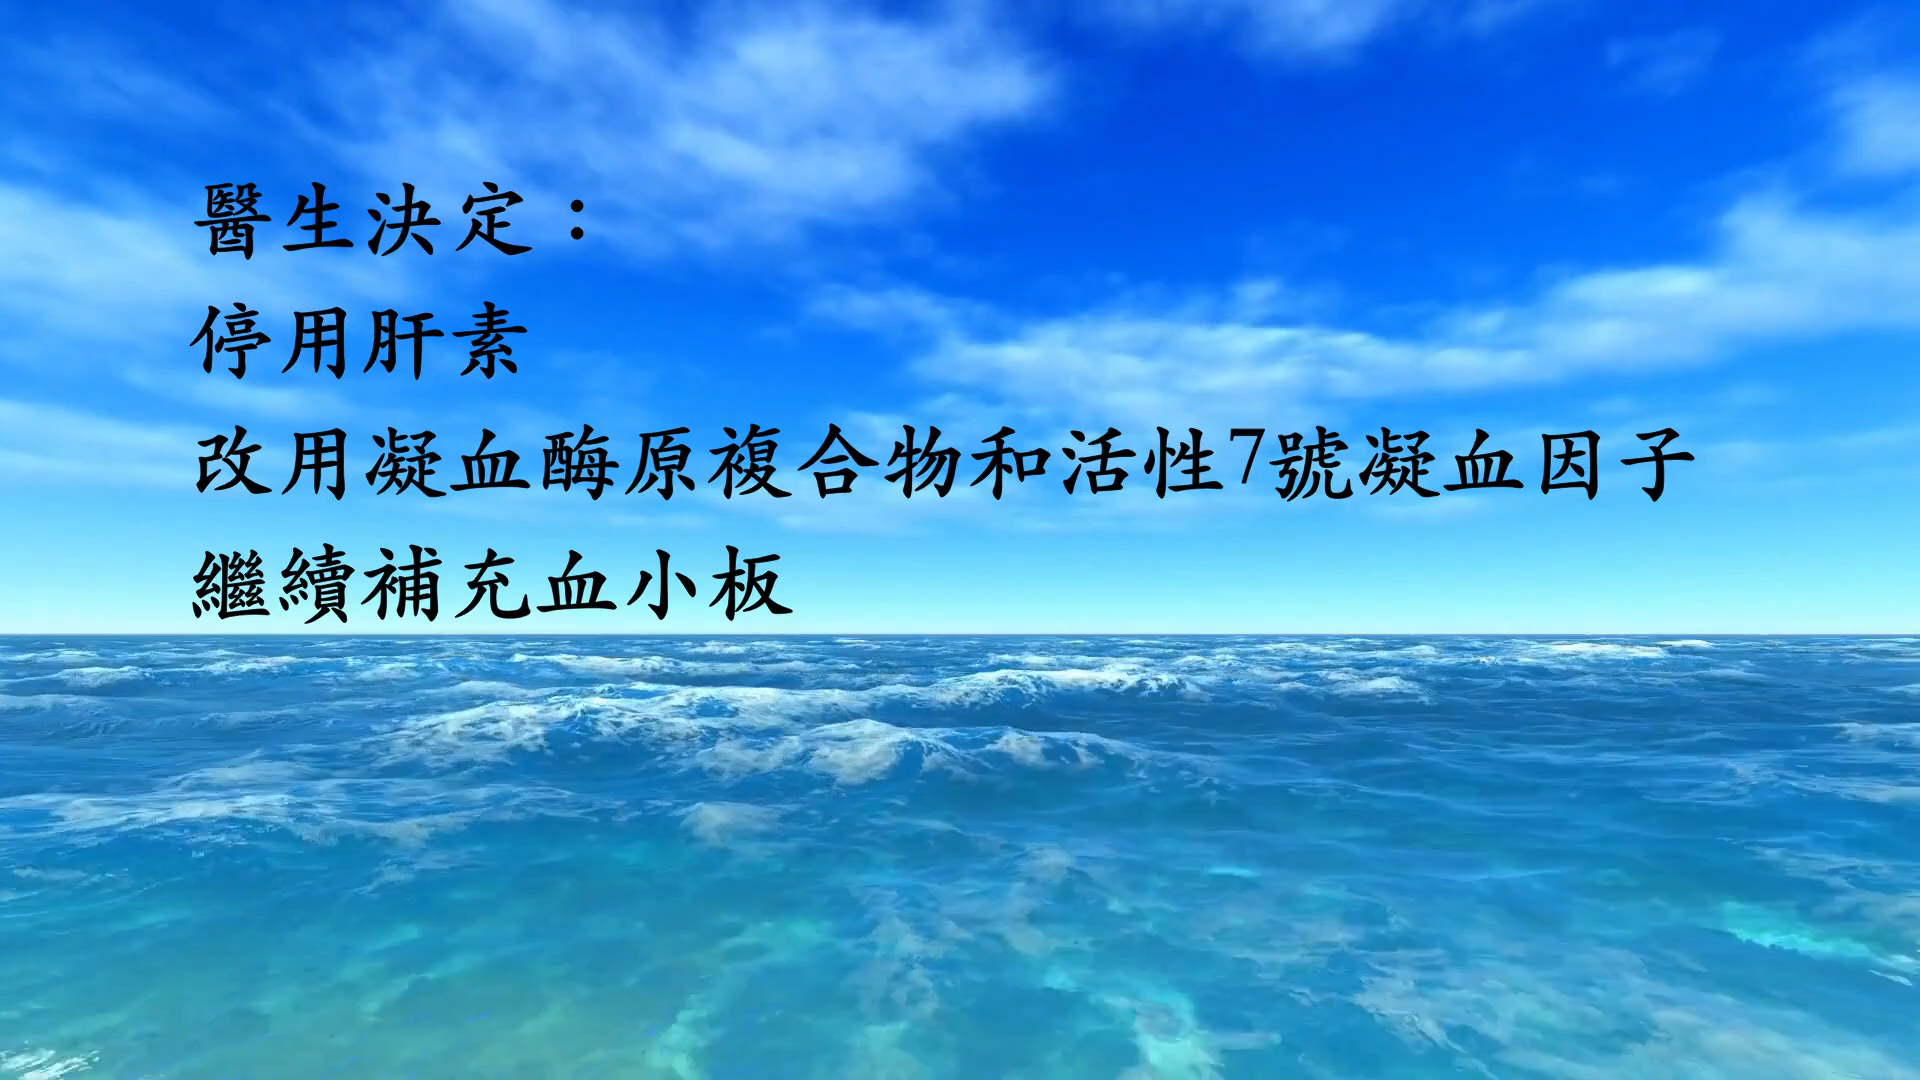 醫生決定：
停用肝素
改用凝血酶原複合物和活性7號凝血因子
繼續補充血小板